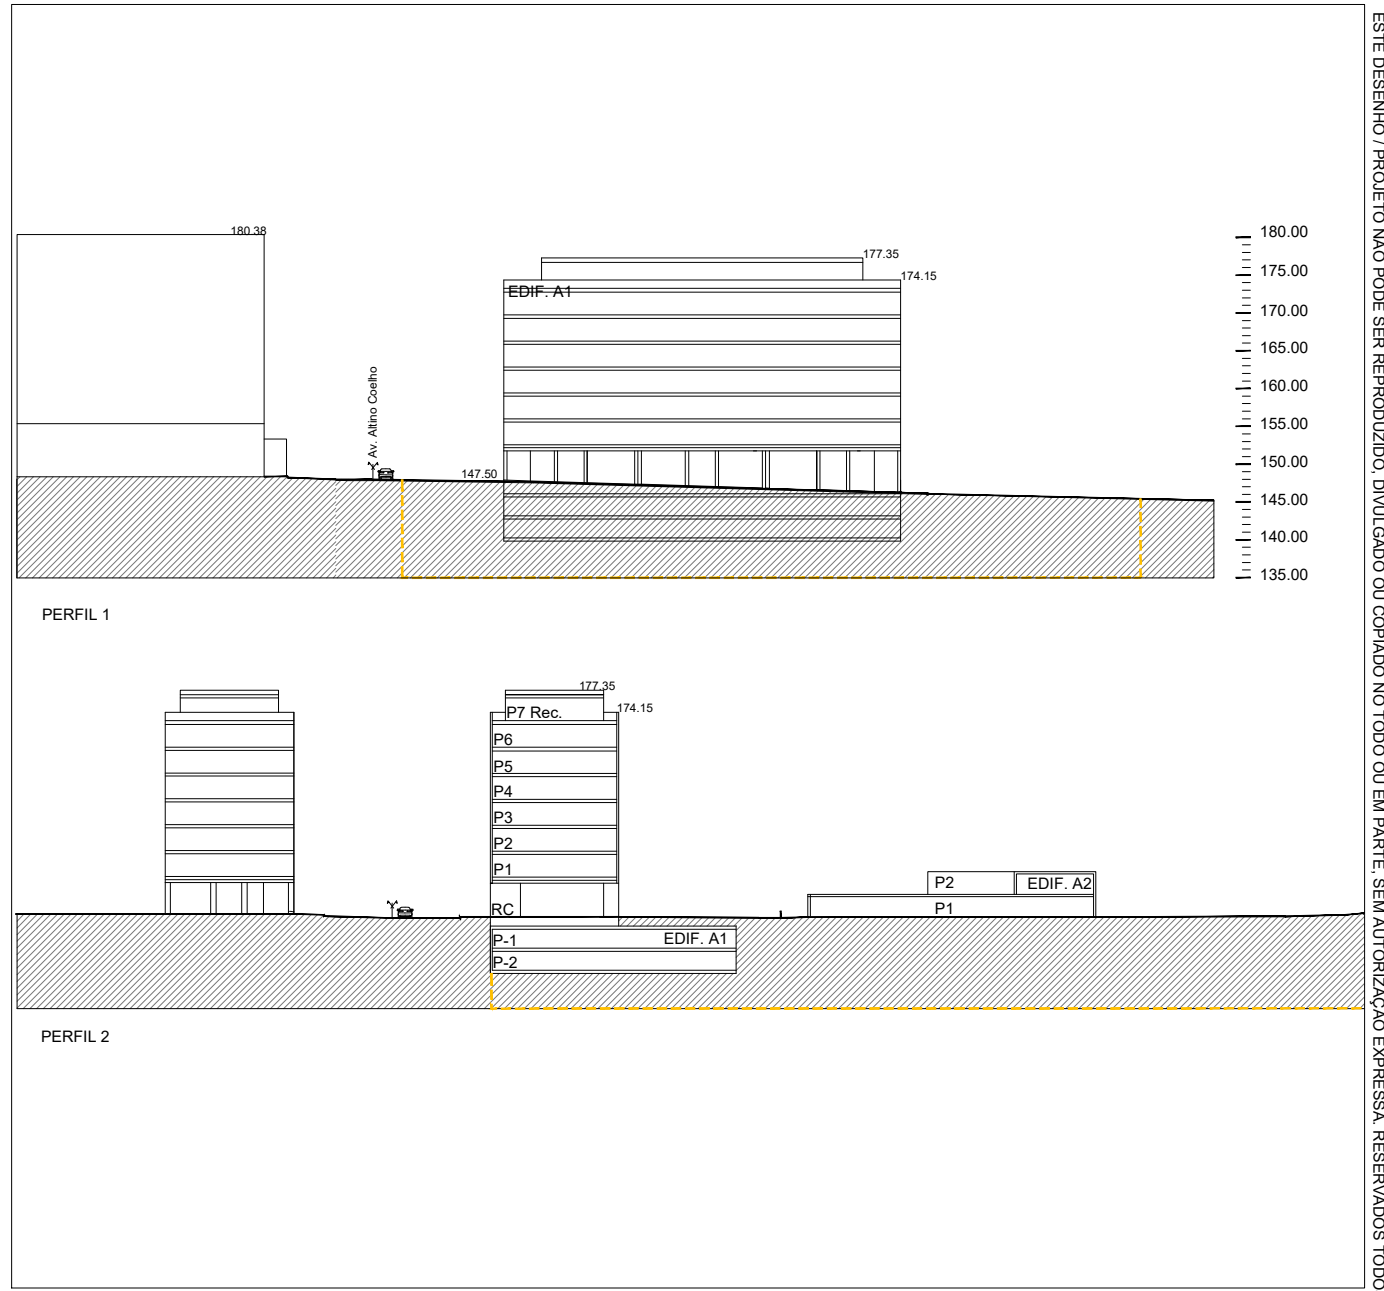 180.38
177.35
174.15
EDIF. A1
Av. Altino Coelho
147.50
180.00
175.00
170.00
165.00
160.00
155.00
150.00
145.00
140.00
135.00
PERFIL 1
177.35
174.15
P7 Rec.
P6
P5
P4
P3
P2
P1
RC
P-1
EDIF. A1
P-2
P2
EDIF. A2
P1
PERFIL 2
ESTE DESENHO / PROJETO NAO PODE SER REPRODUZIDO, DIVULGADO OU COPIADO NO TODO OU EM PARTE, SEM AUTORIZAÇAO EXPRESSA. RESERVADOS TODO